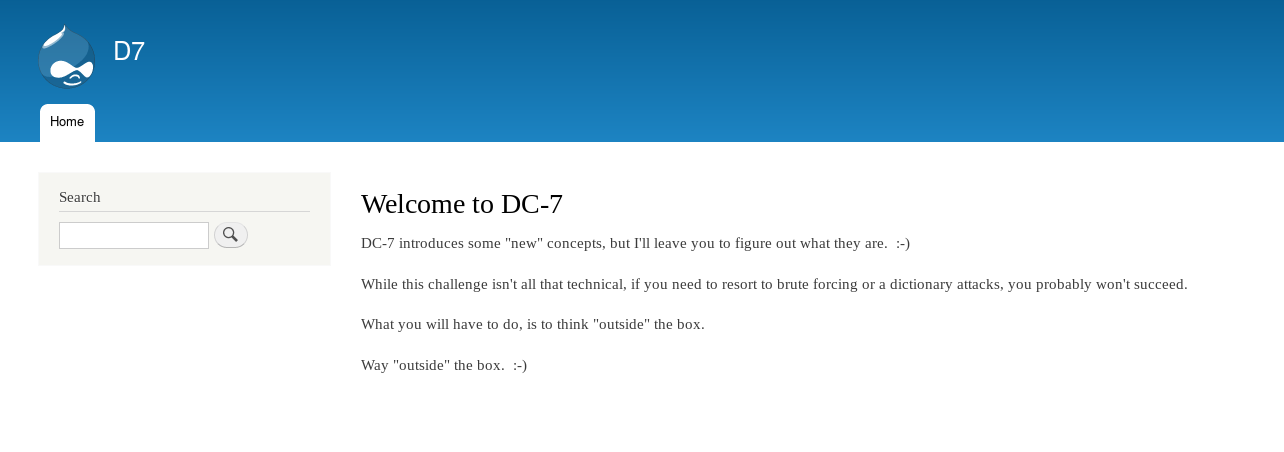 D7
Home
Search
Welcome to DC-7
DC-7 introduces some "new" concepts, but I'll leave you to figure out what they are.  :-)
While this challenge isn't all that technical, if you need to resort to brute forcing or a dictionary attacks, you probably won't succeed.
What you will have to do, is to think "outside" the box.
Way "outside" the box.  :-)